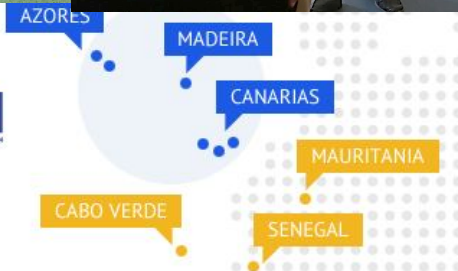 AZORES
MADEIRA
CANARIAS
MAURITANIA
CABO VERDE
SENEGAL